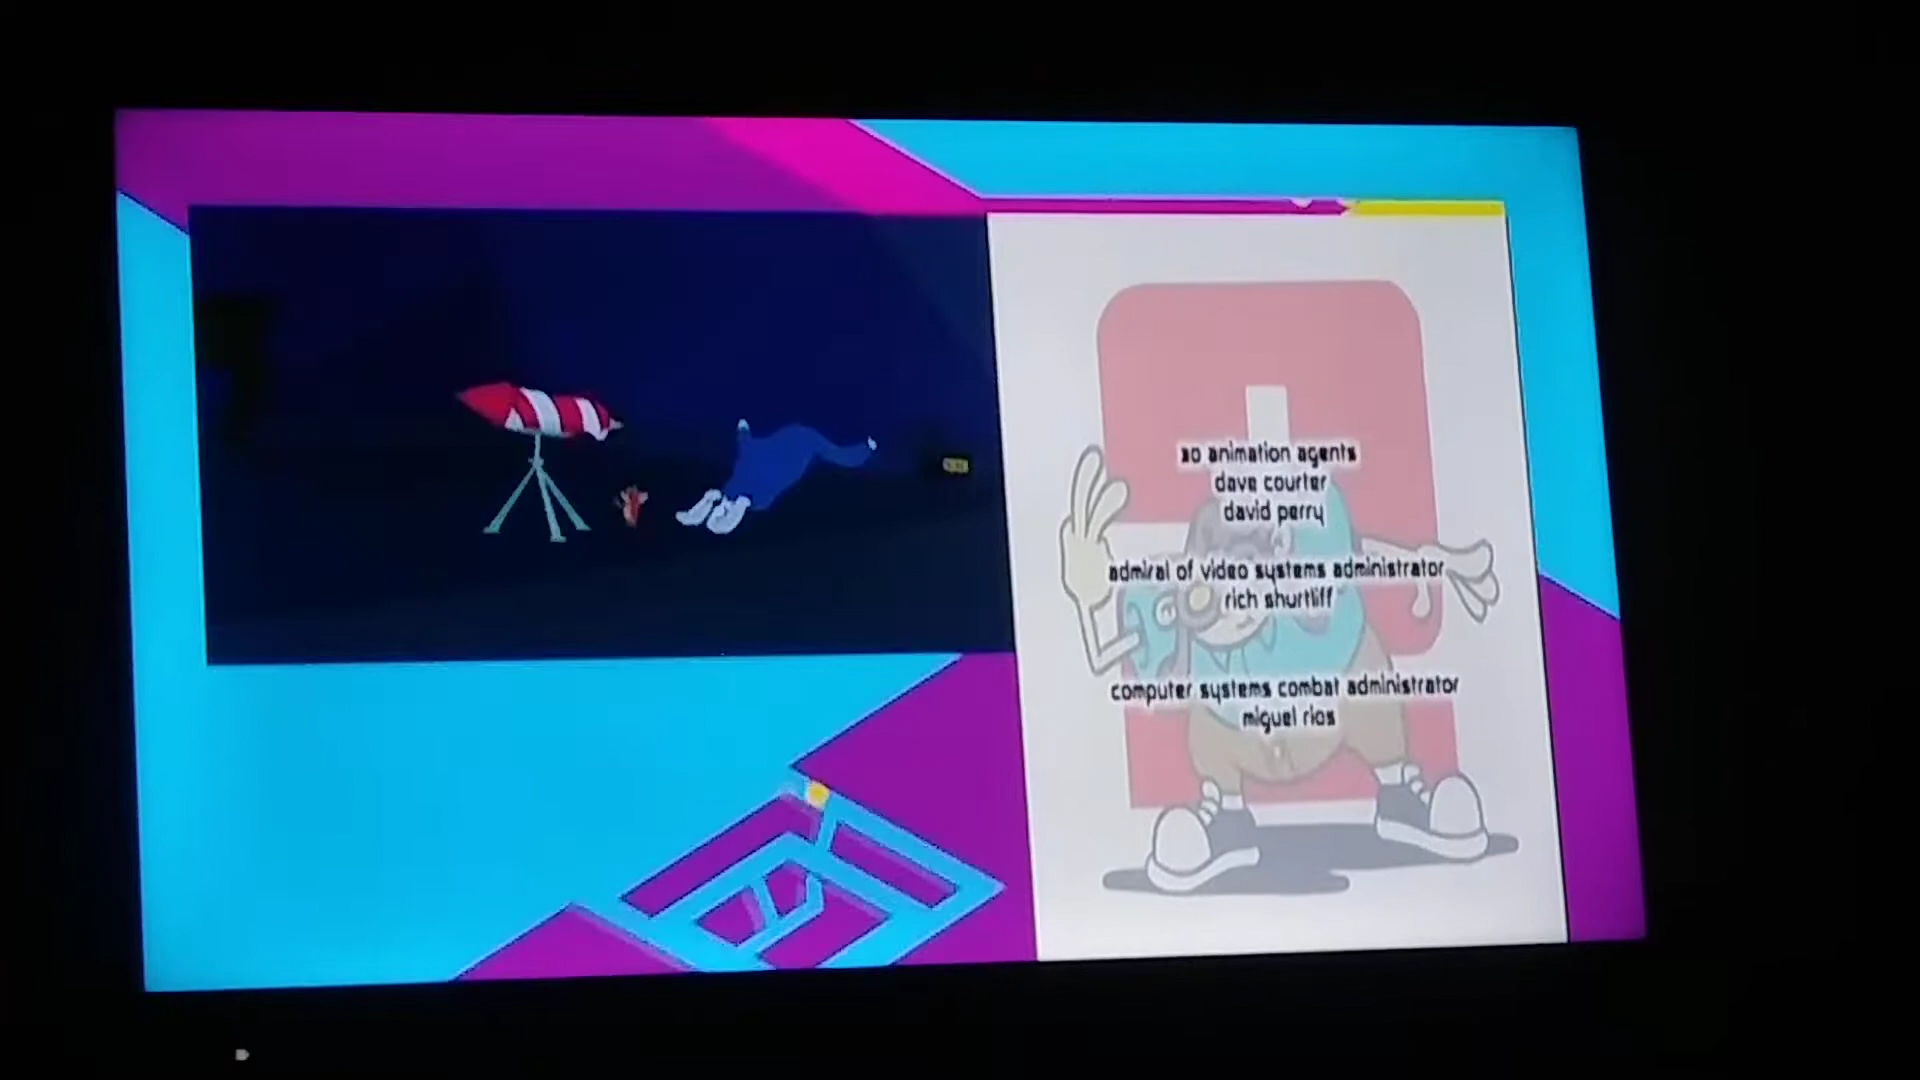 3d animation agents
dave courter
david perry
admiral of video systems administrator
rich shurtliff
computer systems combat administrator
miguel rios